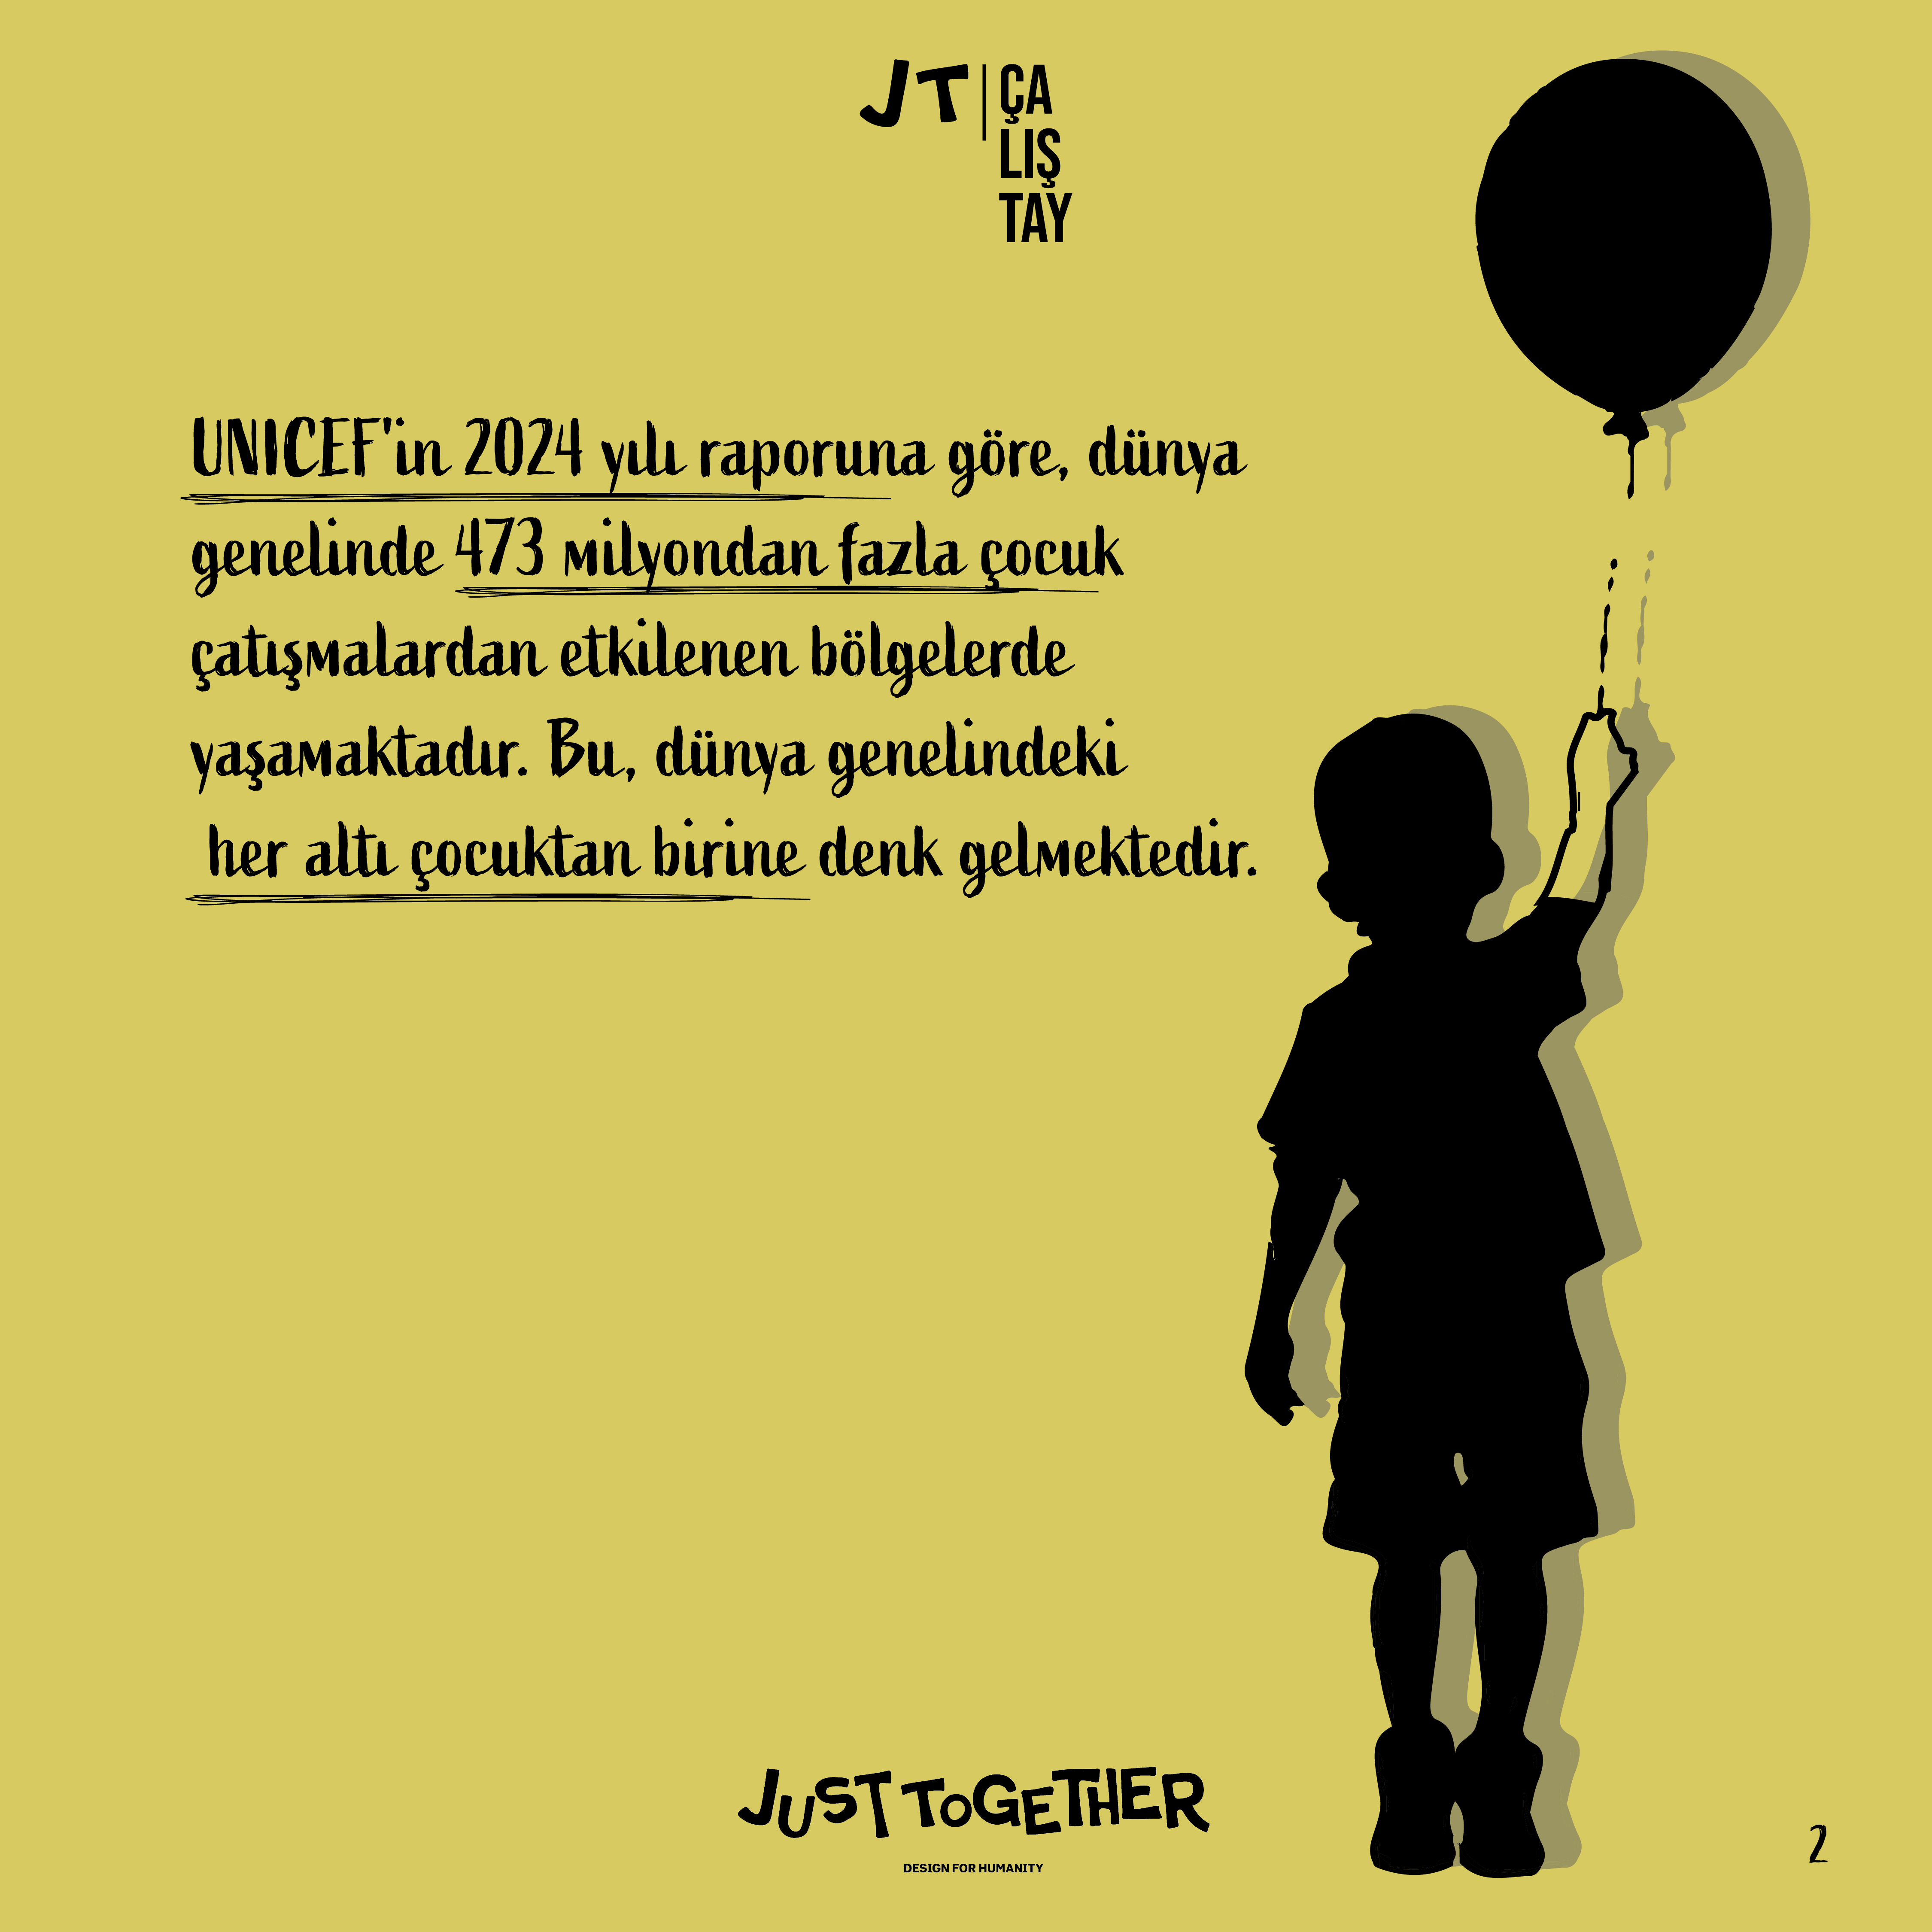 JT
ÇA
LIŞ
TAY
UNICEF'in 2024 yılı raporuna göre, dünya
genelinde 473 milyondan fazla çocuk
çatışmalardan etkilenen bölgelerde
yaşamaktadır. Bu, dünya genelindeki
her altı çocuktan birine denk gelmektedir.
JUST TOGETHER
DESIGN FOR HUMANITY
2